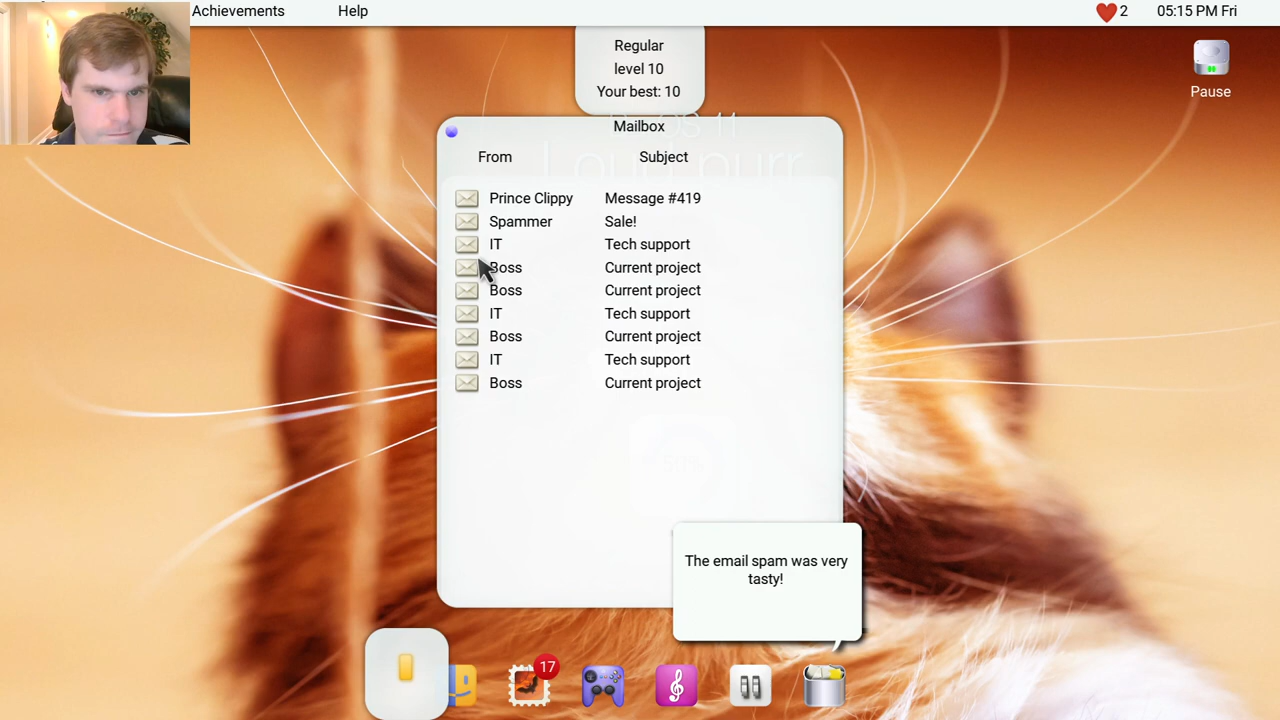 Achievements Help 2 05:15 PM Fri
Regular
level 10
Your best: 10
Pause
Mailbox
From Subject
Prince Clippy Message #419
Spammer Sale!
IT Tech support
Boss Current project
Boss Current project
IT Tech support
Boss Current project
IT Tech support
Boss Current project
50%
The email spam was very
tasty!
17